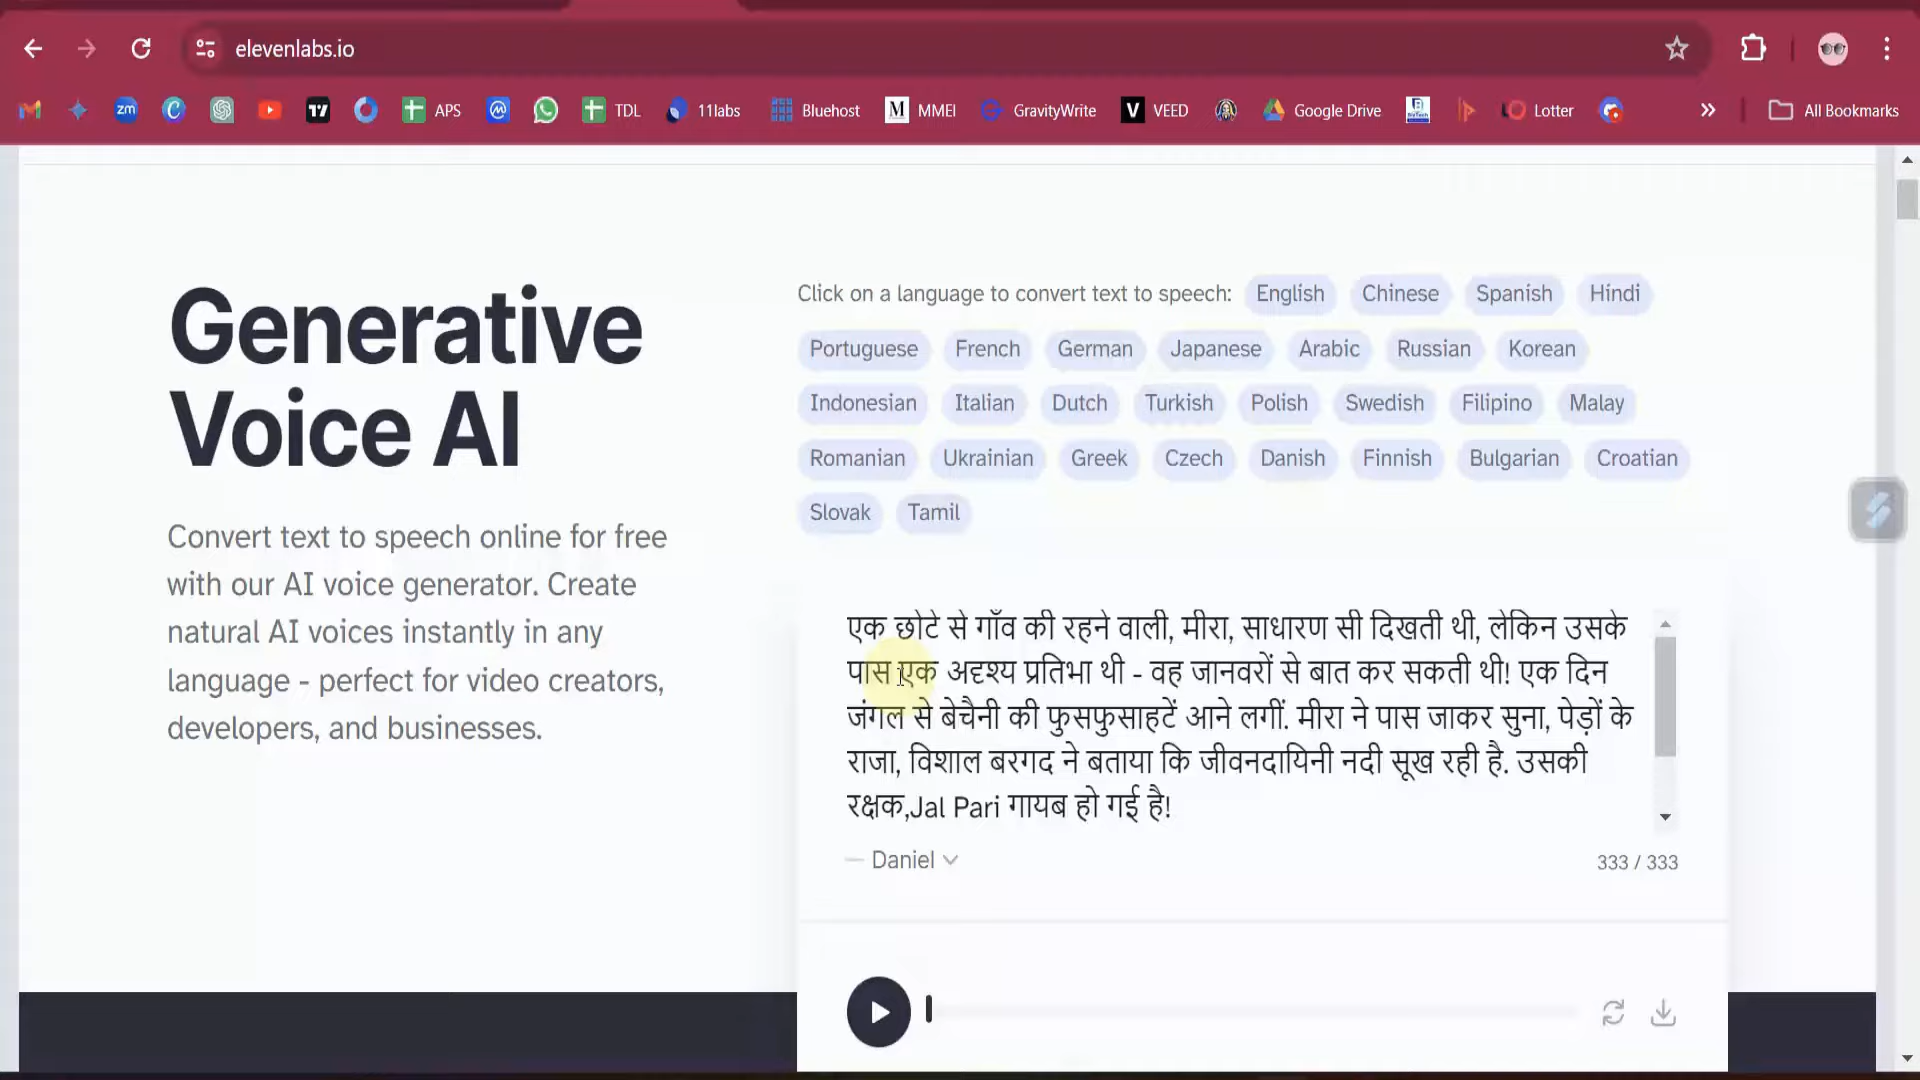 elevenlabs.io
zm
APS
TDL
11labs
Bluehost
M MMEI
GravityWrite
V VEED
Google Drive
Lotter
All Bookmarks
Generative
Voice AI
Convert text to speech online for free
with our AI voice generator. Create
natural AI voices instantly in any
language - perfect for video creators,
developers, and businesses.
Click on a language to convert text to speech: English Chinese Spanish Hindi
Portuguese French German Japanese Arabic Russian Korean
Indonesian Italian Dutch Turkish Polish Swedish Filipino Malay
Romanian Ukrainian Greek Czech Danish Finnish Bulgarian Croatian
Slovak Tamil
एक छोटे से गाँव की रहने वाली, मीरा, साधारण सी दिखती थी, लेकिन उसके
पास एक अदृश्य प्रतिभा थी - वह जानवरों से बात कर सकती थी! एक दिन
जंगल से बेचैनी की फुसफुसाहटें आने लगीं. मीरा ने पास जाकर सुना, पेड़ों के
राजा, विशाल बरगद ने बताया कि जीवनदायिनी नदी सूख रही है. उसकी
रक्षक,Jal Pari गायब हो गई है!
— Daniel
333 / 333